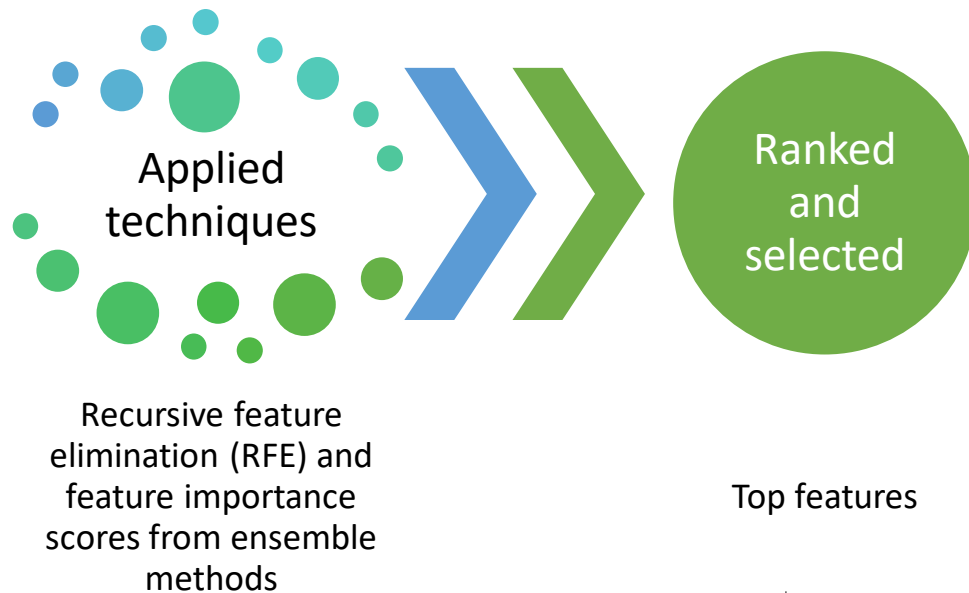 Applied
techniques
Ranked
and
selected
Recursive feature
elimination (RFE) and
feature importance
scores from ensemble
methods
Top features